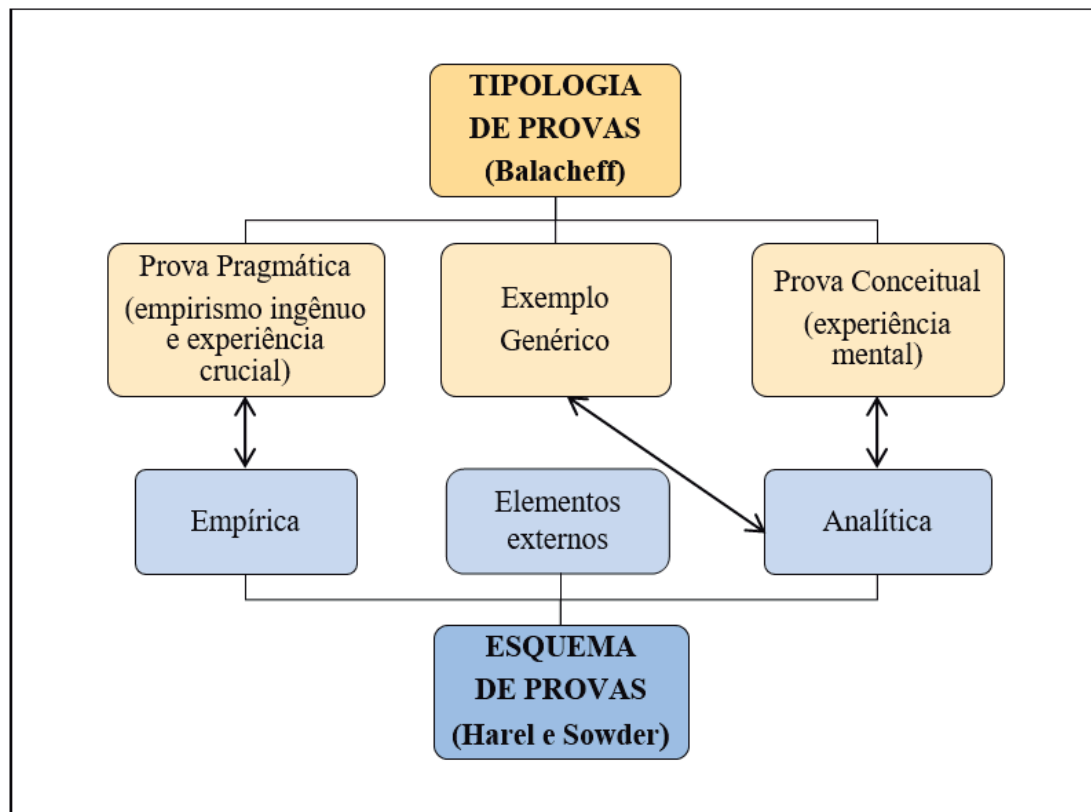 TIPOLOGIA
DE PROVAS
(Balacheff)
Prova Pragmática
(empirismo ingênuo
e experiência
crucial)
Exemplo
Genérico
Prova Conceitual
(experiência
mental)
Empírica
Elementos
externos
Analítica
ESQUEMA
DE PROVAS
(Harel e Sowder)